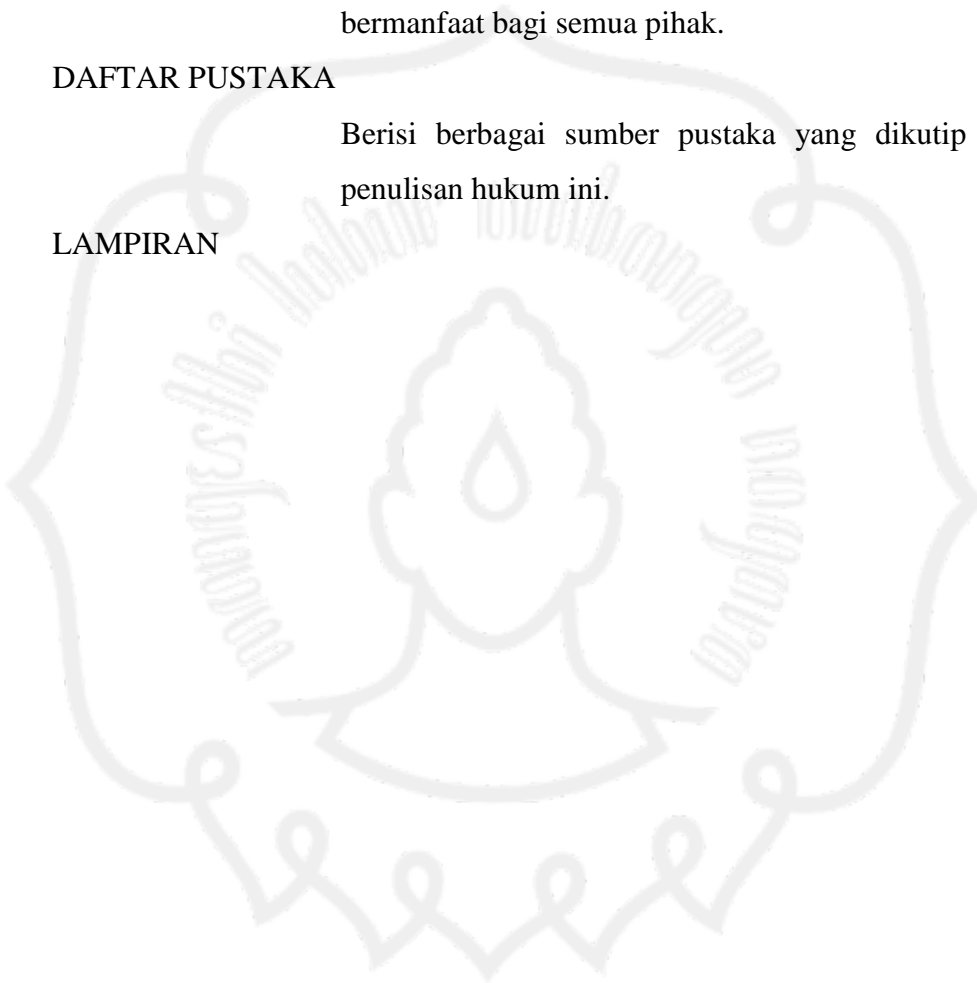 bermanfaat bagi semua pihak.
DAFTAR PUSTAKA
Berisi berbagai sumber pustaka yang dikutip
penulisan hukum ini.
LAMPIRAN